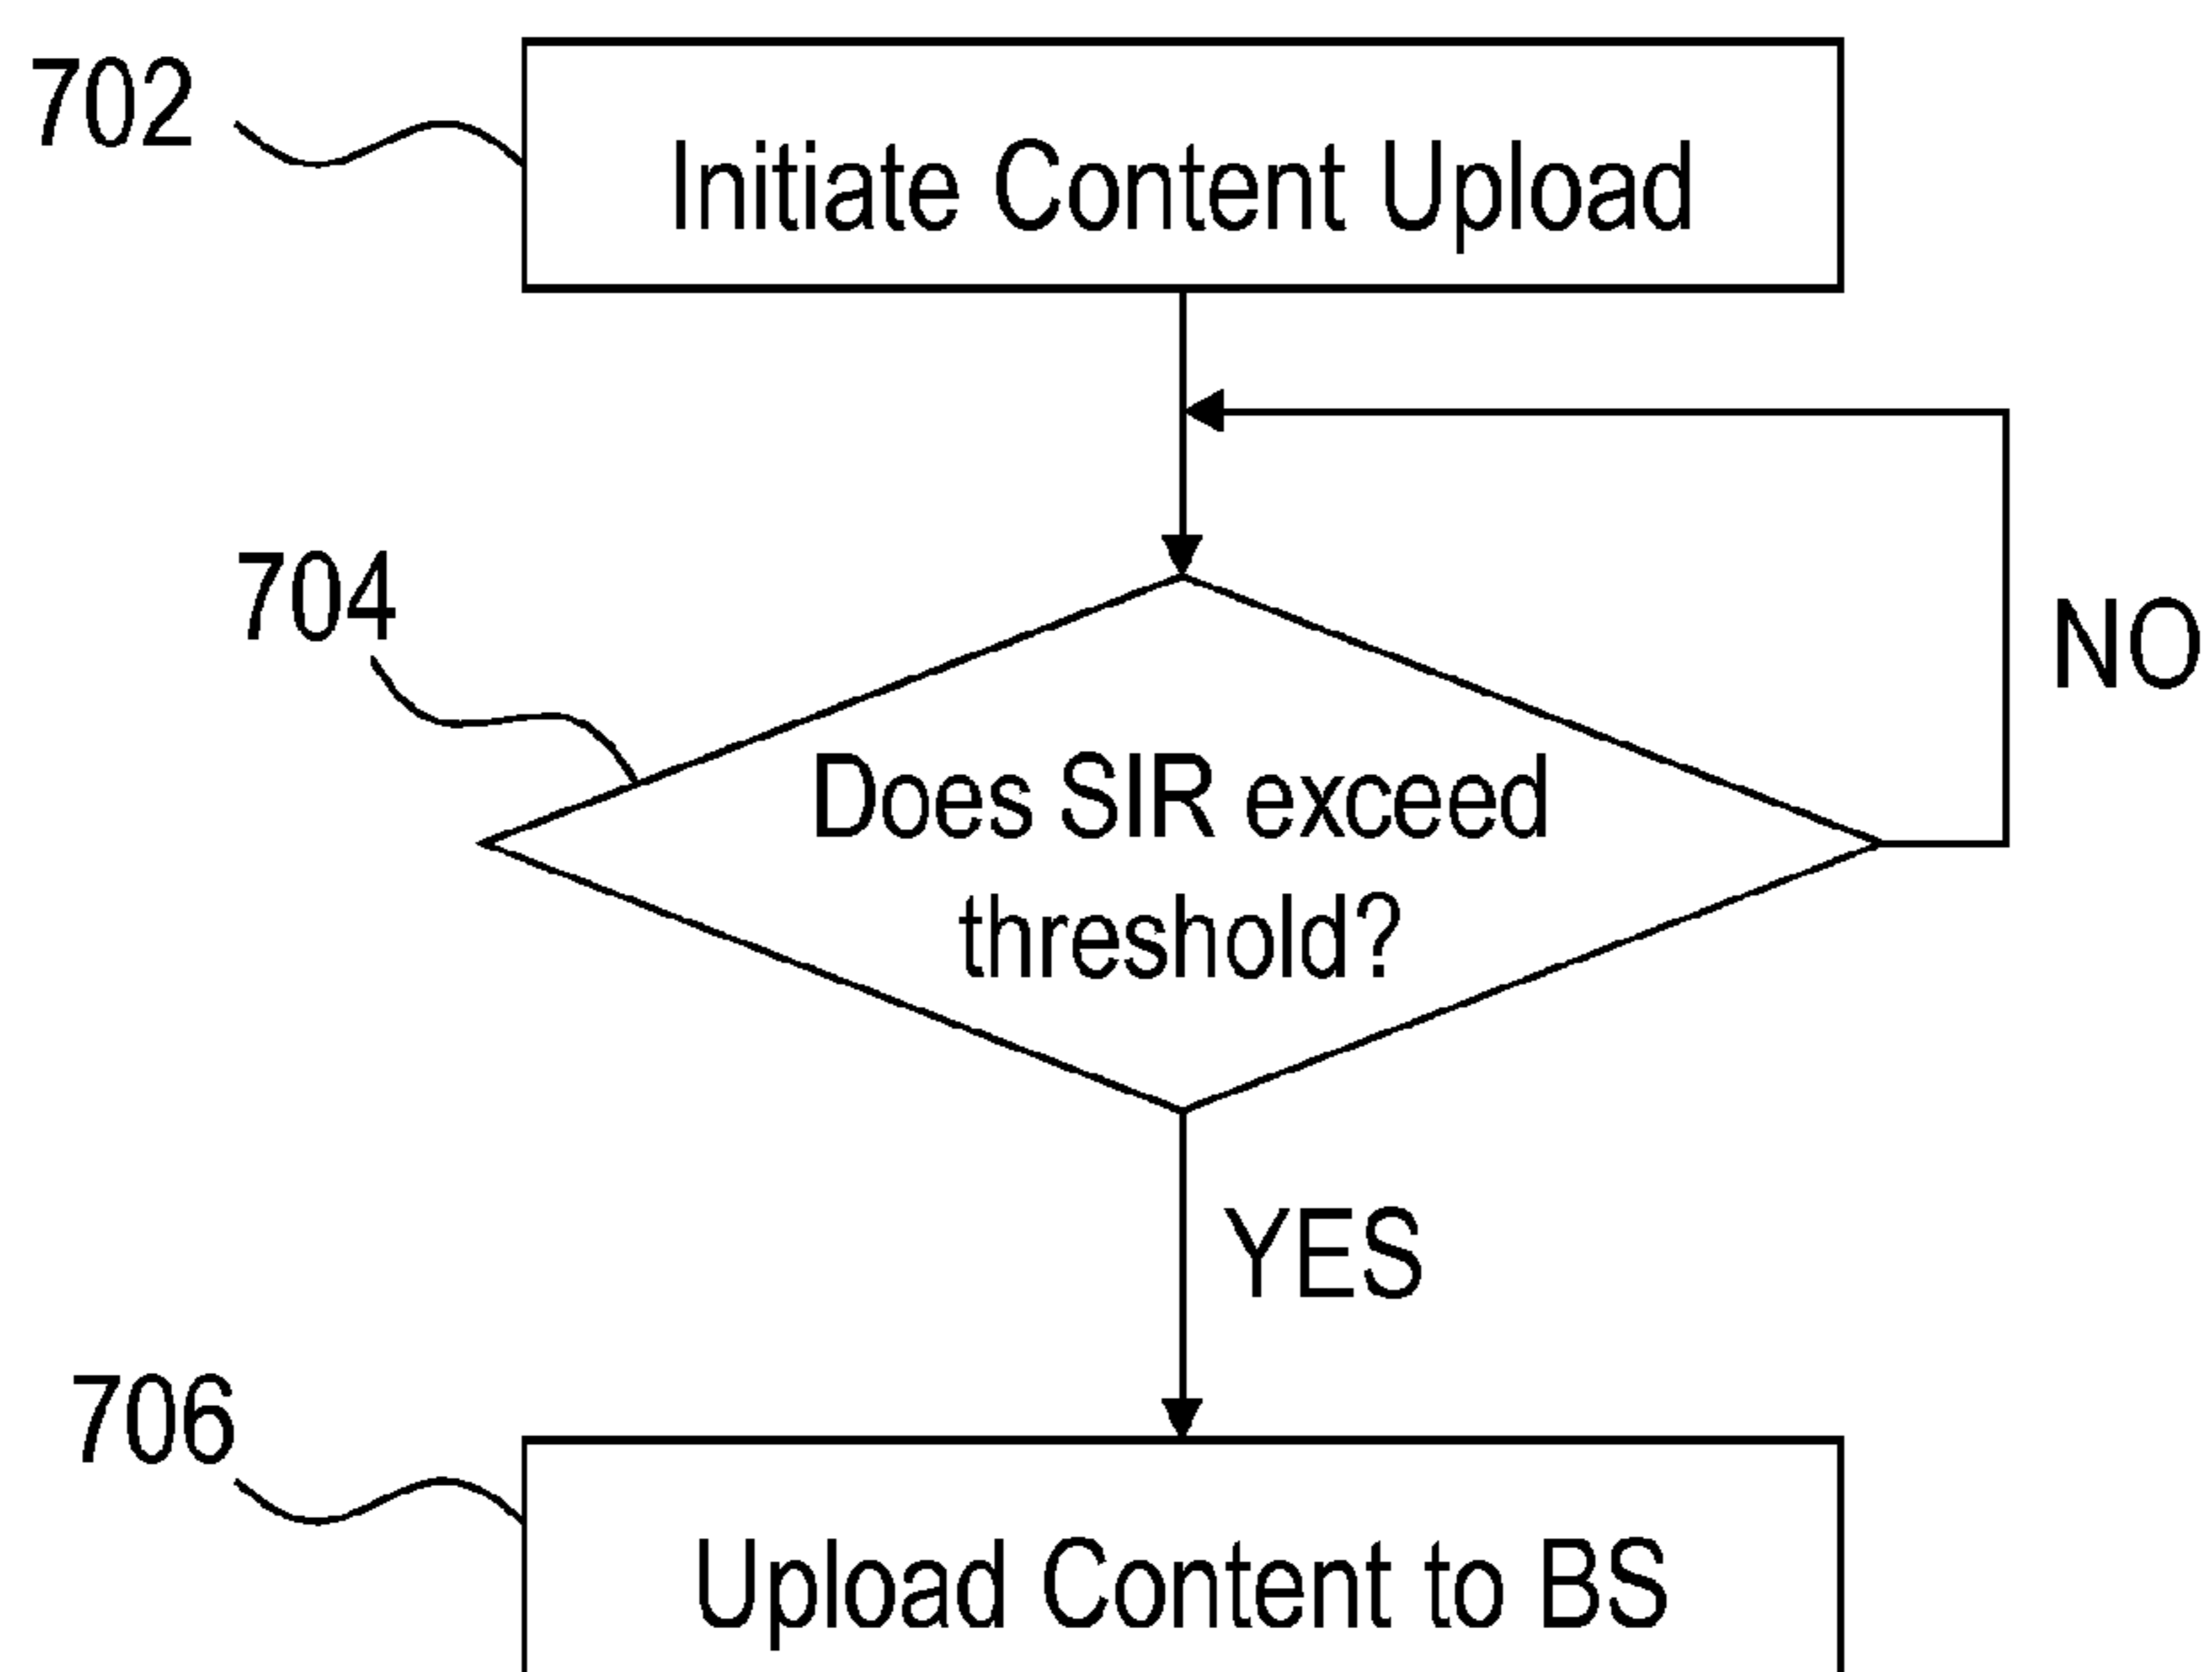 702
Initiate Content Upload
704
NO
Does SIR exceed
threshold?
YES
706
Upload Content to BS